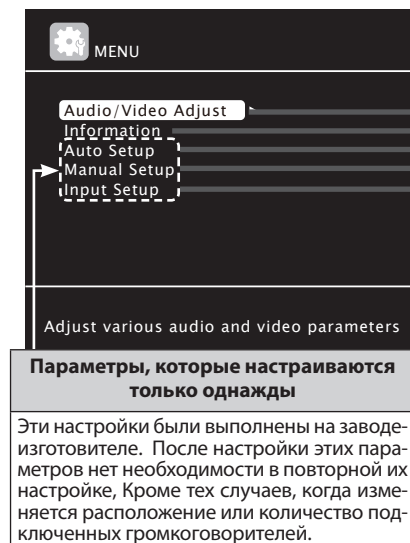 MENU
Audio/Video Adjust
Information
Auto Setup
Manual Setup
Input Setup
Adjust various audio and video parameters
Параметры, которые настраиваются
только однажды
Эти настройки были выполнены на заводе-
изготовителе. После настройки этих пара-
метров нет необходимости в повторной их
настройке, Кроме тех случаев, когда изме-
няется расположение или количество под-
ключенных громкоговорителей.